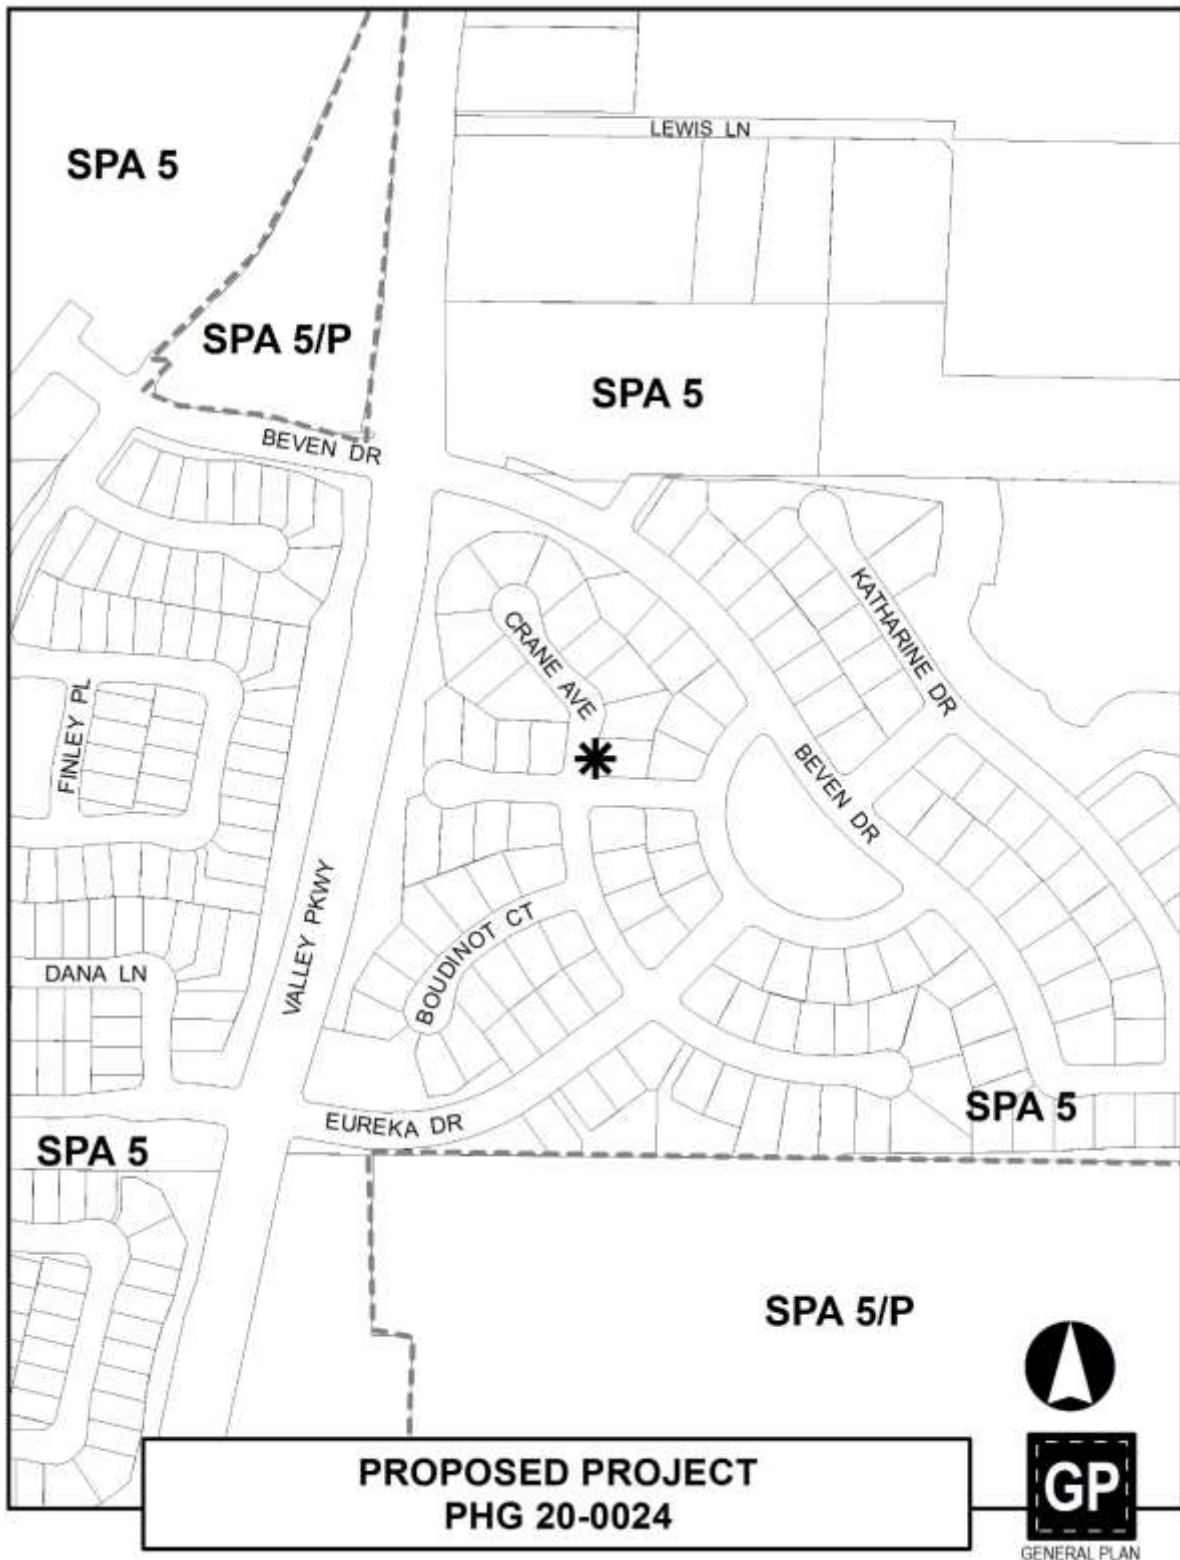 LEWIS LN
SPA 5
SPA 5/P
SPA 5
BEVEN DR
KATHARINE DR
CRANE AVE
FINLEY PL
BEVEN DR
VALLEY PKWY
BOUDINOT CT
DANA LN
SPA 5
EUREKA DR
SPA 5
SPA 5/P
PROPOSED PROJECT
PHG 20-0024
GP
GENERAL PLAN